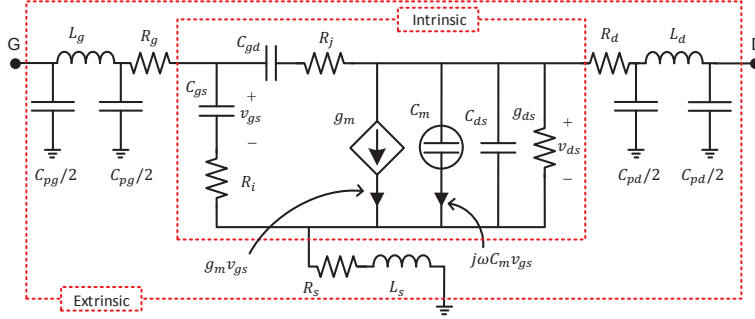 Intrinsic
G
L_g
R_g
C_gd
R_j
R_d
L_d
D
C_gs
+
v_gs
−
g_m
C_m
C_ds
g_ds
+
v_ds
−
R_i
C_pg/2
C_pg/2
C_pd/2
C_pd/2
g_m v_gs
jωC_m v_gs
R_s
L_s
Extrinsic